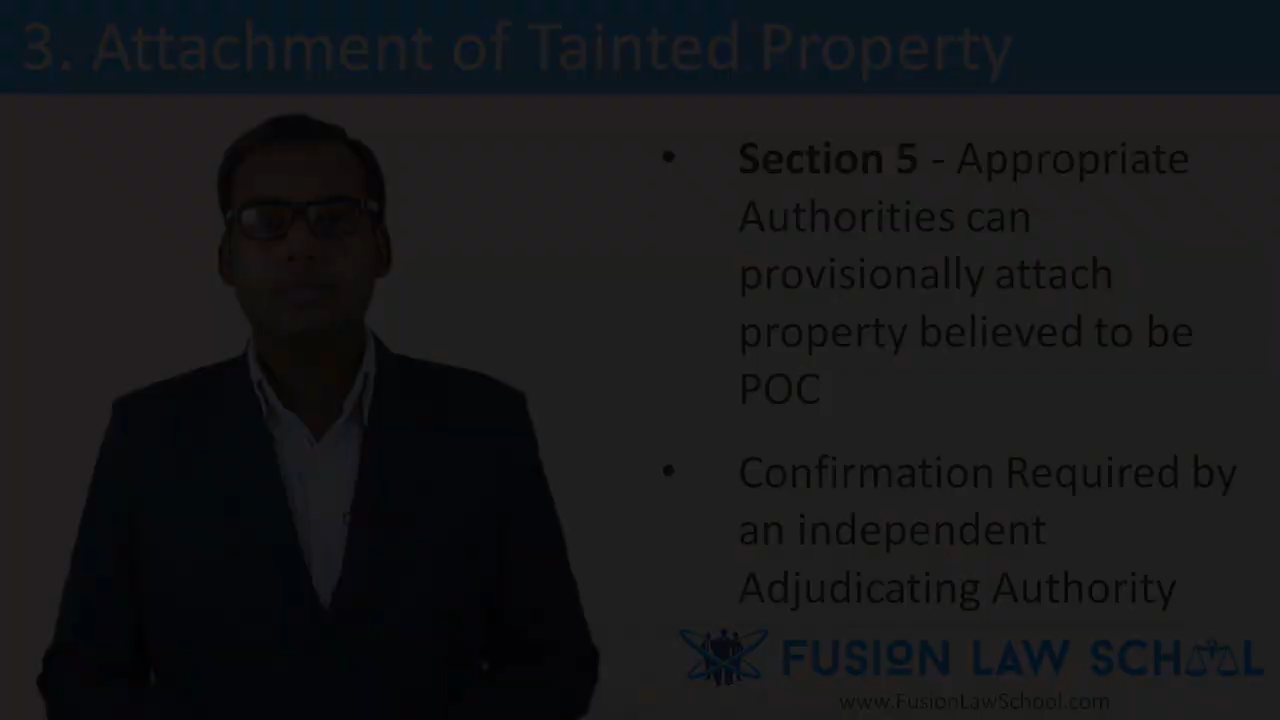 3. Attachment of Tainted Property
• Section 5 - Appropriate
Authorities can
provisionally attach
property believed to be
POC
• Confirmation Required by
an independent
Adjudicating Authority
FUSION LAW SCHOOL
www.FusionLawSchool.com